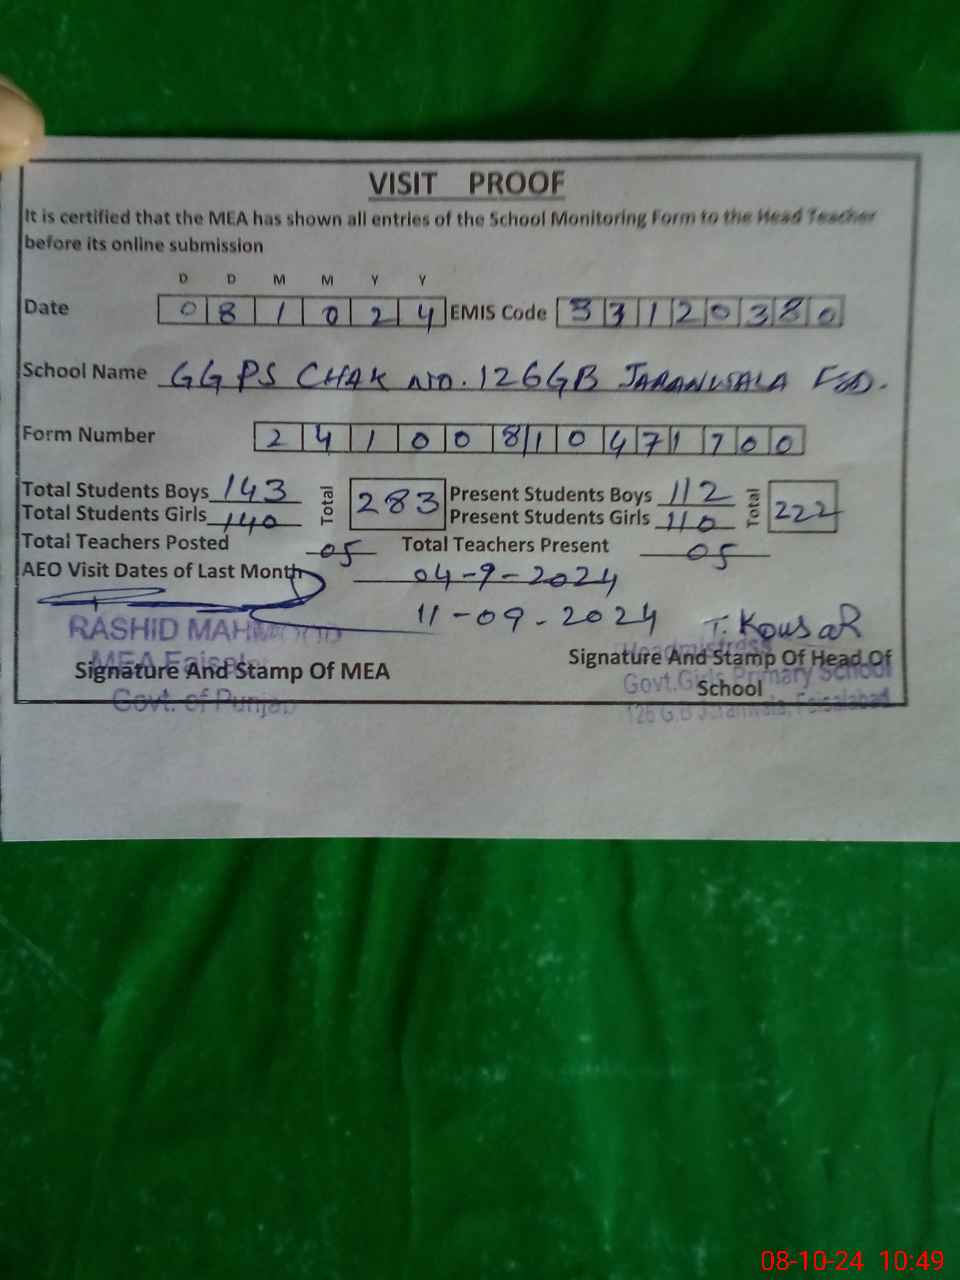 VISIT PROOF
It is certified that the MEA has shown all entries of the School Monitoring Form to the Head Teacher
before its online submission
D D M M Y Y
Date 0 8 1 0 2 4 EMIS Code 3 3 1 2 0 3 8 0
School Name GGPS CHAK NO. 126GB JARANWALA FSD.
Form Number 2 4 1 0 0 8 1 0 4 7 1 7 0 0
Total Students Boys 143 Total 283 Present Students Boys 112 Total 222
Total Students Girls 140 Present Students Girls 110
Total Teachers Posted 05 Total Teachers Present 05
AEO Visit Dates of Last Month 04-9-2024
11-09-2024 T. Kousar
RASHID MAHMOOD
MEA Faisal
Govt. of Punjab
Signature And Stamp Of MEA
Headmistress
Signature And Stamp Of Head Of
School
Govt. Girls Primary School
126 G.B Jaranwala, Faisalabad
08-10-24 10:49